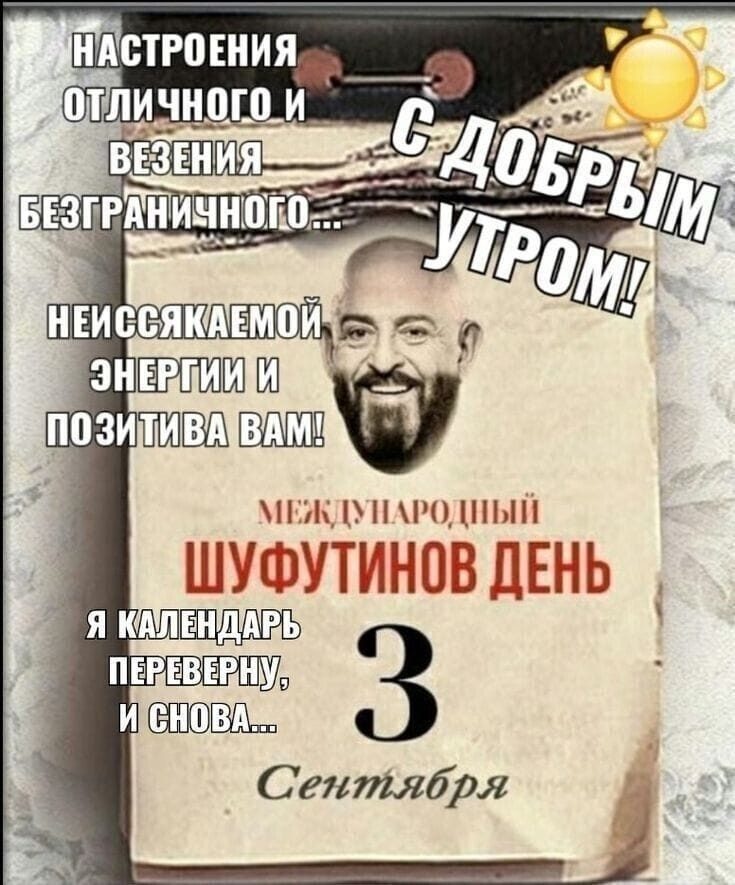 НАСТРОЕНИЯ
ОТЛИЧНОГО И
ВЕЗЕНИЯ
БЕЗГРАНИЧНОГО...
С ДОБРЫМ
УТРОМ!
НЕИССЯКАЕМОЙ
ЭНЕРГИИ И
ПОЗИТИВА ВАМ!
МЕЖДУНАРОДНЫЙ
ШУФУТИНОВ ДЕНЬ
Я КАЛЕНДАРЬ
ПЕРЕВЕРНУ,
И СНОВА...
3
Сентября